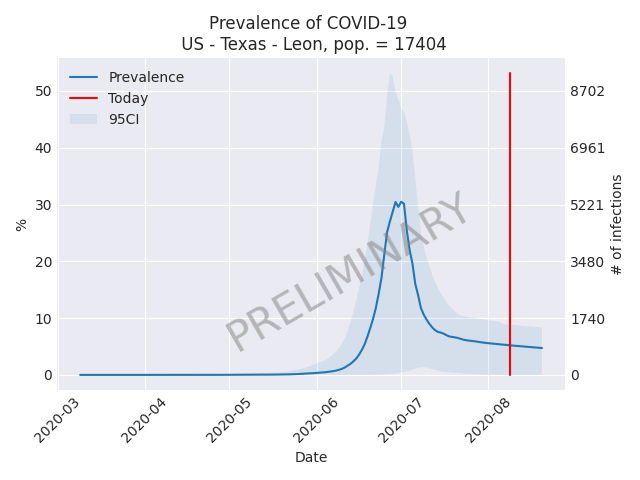 Prevalence of COVID-19
US - Texas - Leon, pop. = 17404
Prevalence
Today
95CI
50
40
30
20
10
0
%
8702
6961
5221
3480
1740
0
# of infections
PRELIMINARY
2020-03
2020-04
2020-05
2020-06
2020-07
2020-08
Date